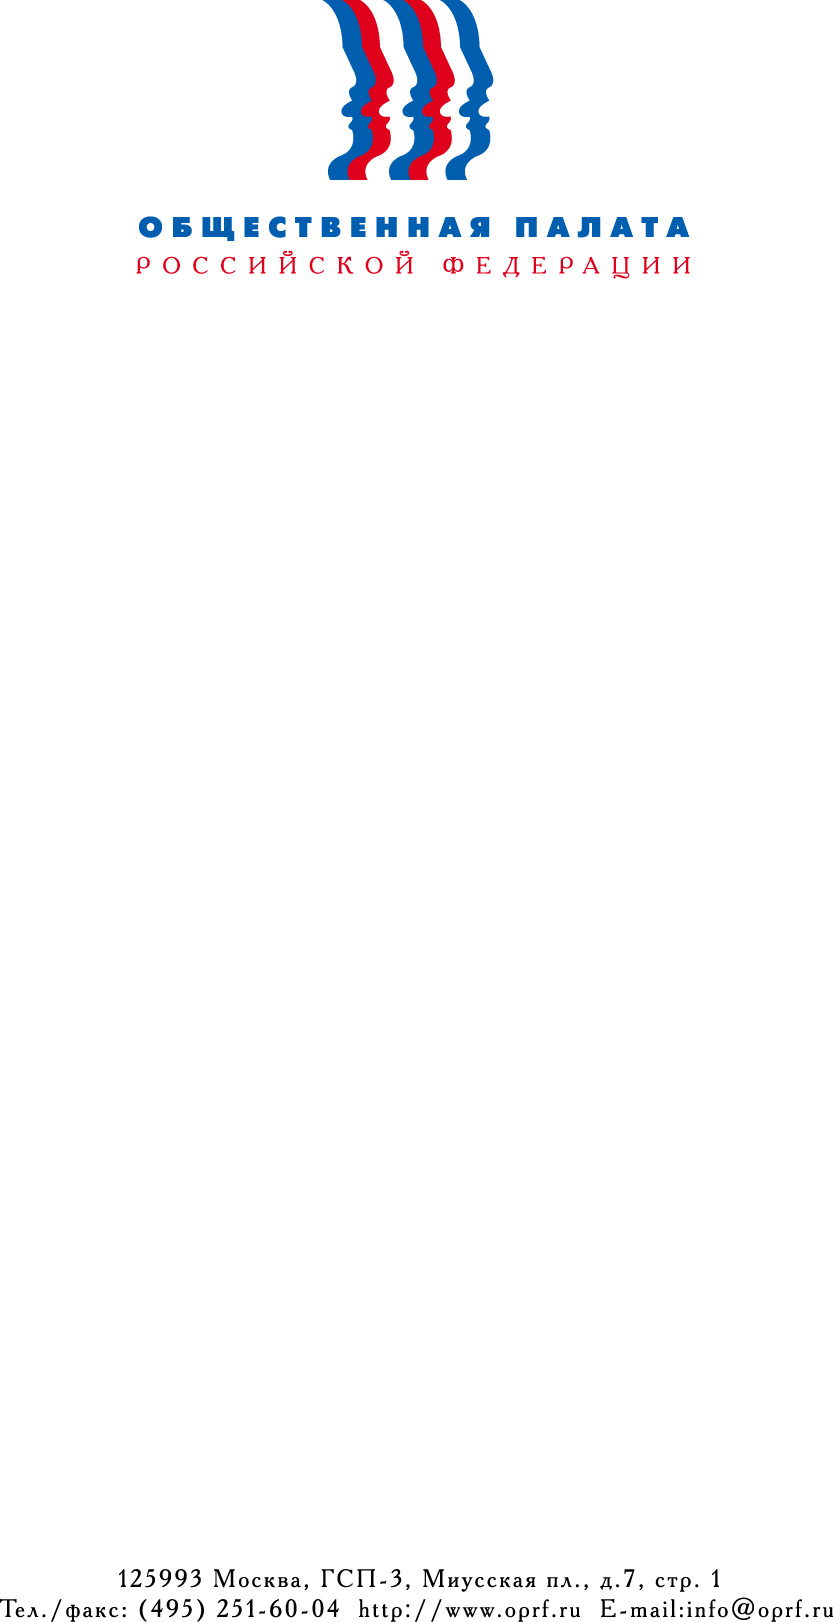 ОБЩЕСТВЕННАЯ ПАЛАТА
РОССИЙСКОЙ ФЕДЕРАЦИИ
125993 Москва, ГСП-3, Миусская пл., д.7, стр. 1
Тел./факс: (495) 251-60-04 http://www.oprf.ru E-mail:info@oprf.ru